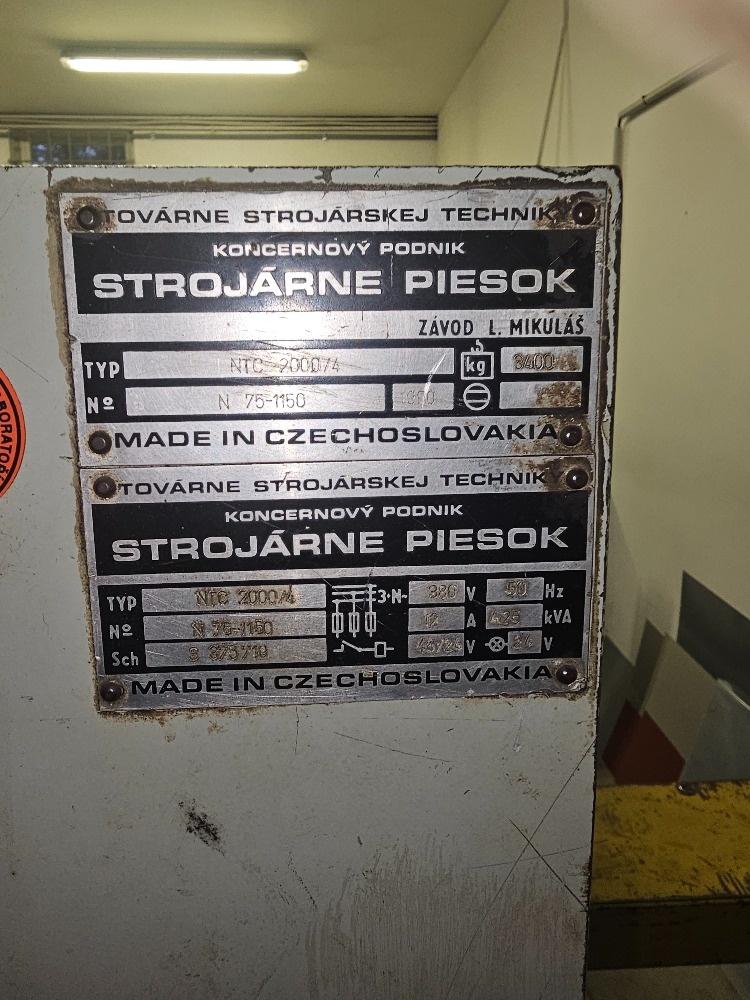 TOVÁRNE STROJÁRSKEJ TECHNIKY
KONCERNOVÝ PODNIK
STROJÁRNE PIESOK
ZÁVOD L. MIKULÁŠ
TYP NTC 2000/4 kg 3400
Nº N 75-1150
MADE IN CZECHOSLOVAKIA
TOVÁRNE STROJÁRSKEJ TECHNIKY
KONCERNOVÝ PODNIK
STROJÁRNE PIESOK
TYP NTC 2000/4 3·N~ 380 V 50 Hz
Nº N 75-1150 12 A kVA
Sch V 24 V
MADE IN CZECHOSLOVAKIA